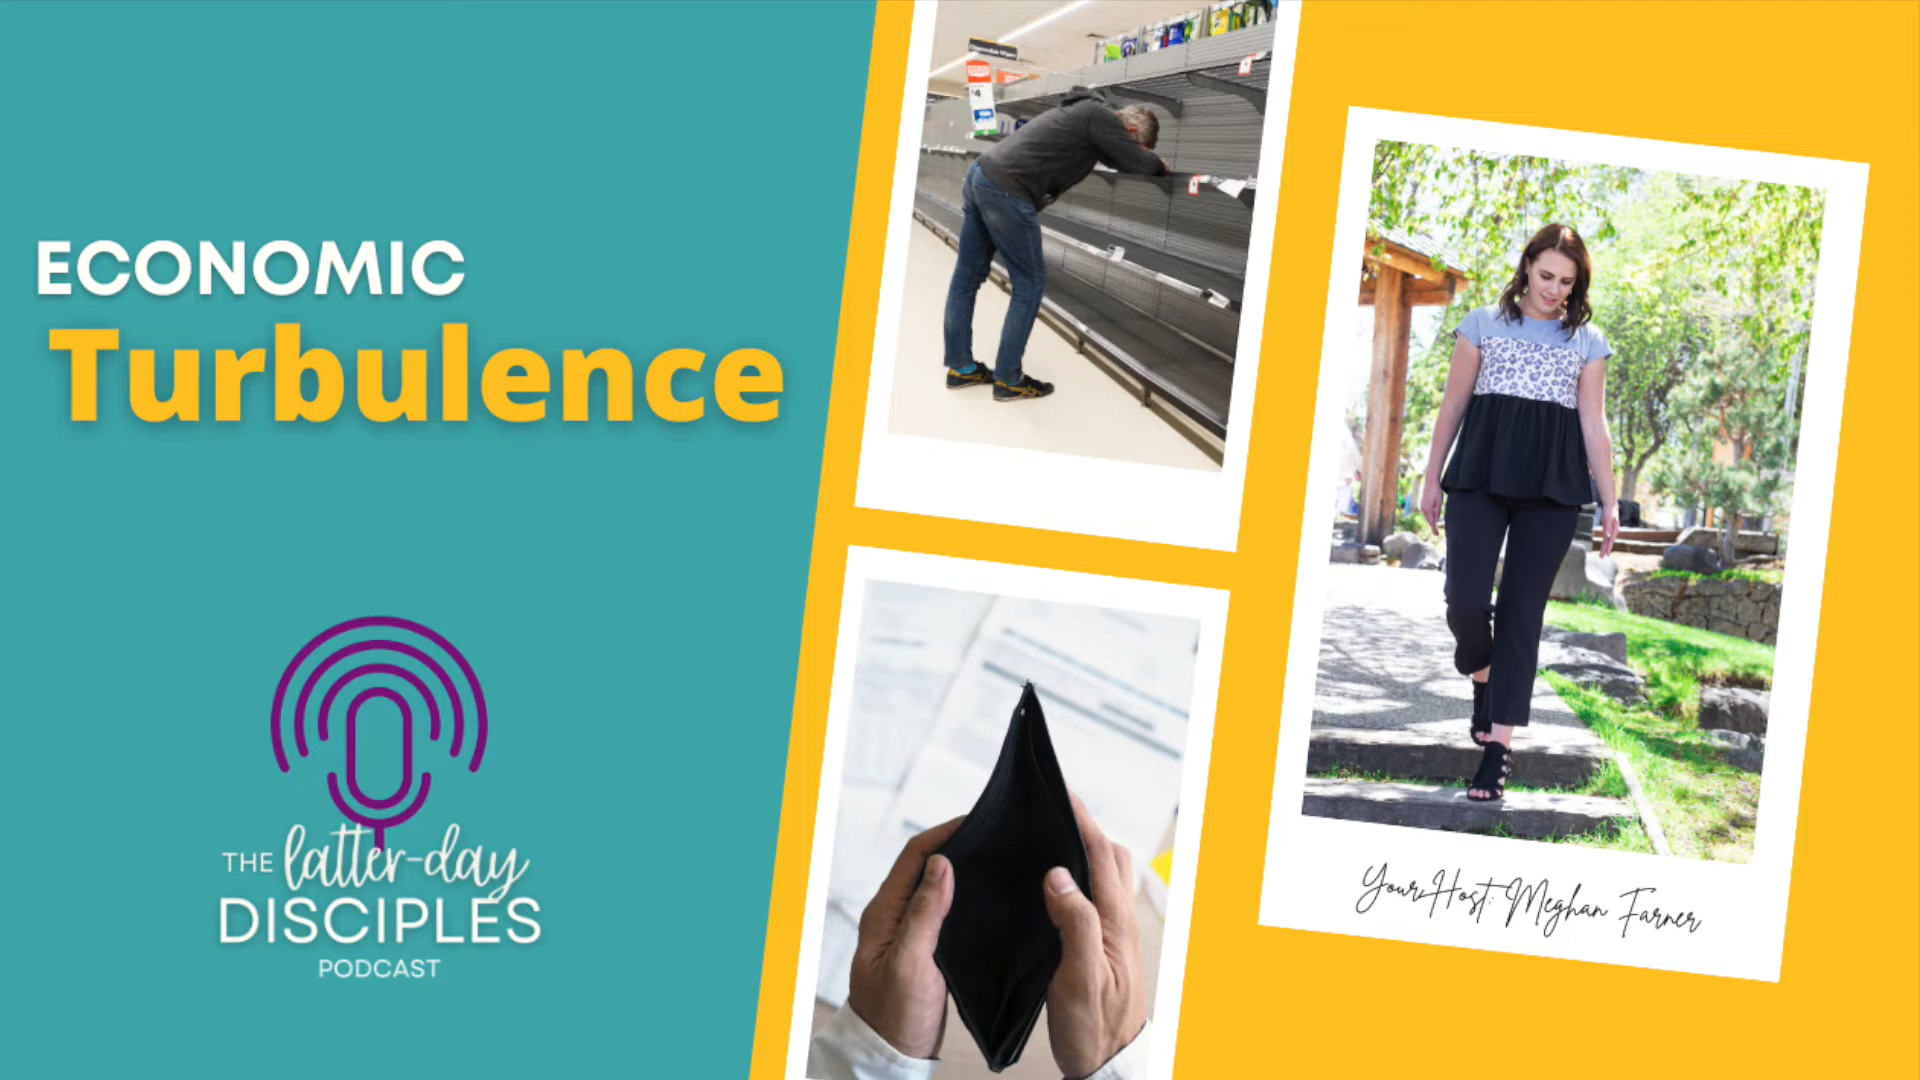 ECONOMIC
Turbulence
THE latter-day
DISCIPLES
PODCAST
Your Host: Meghan Farner